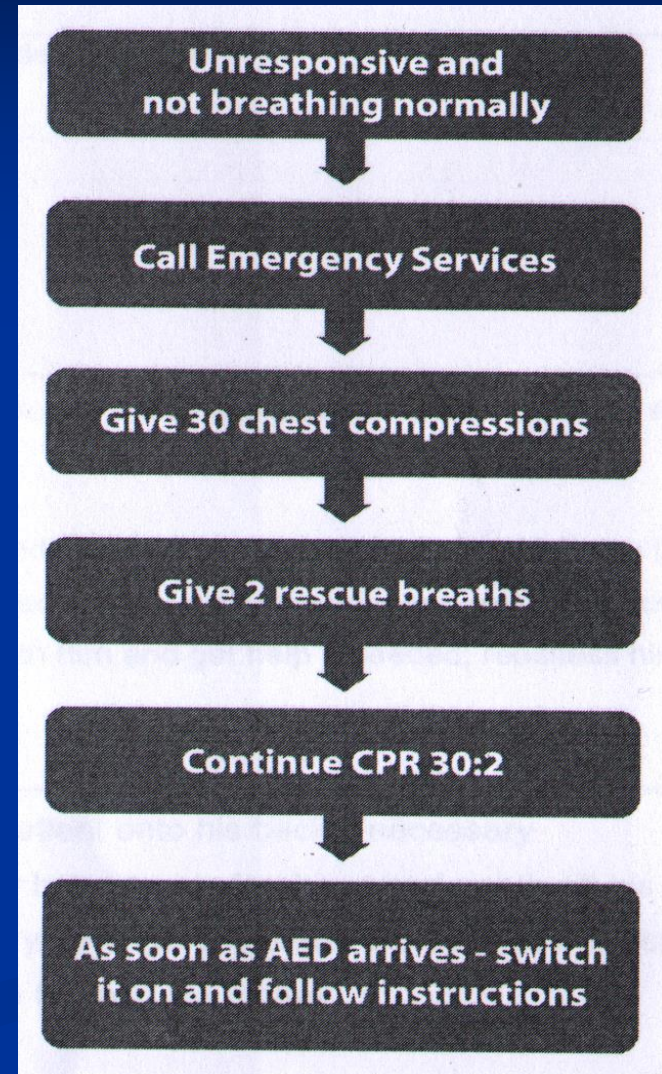 Unresponsive and
not breathing normally
Call Emergency Services
Give 30 chest compressions
Give 2 rescue breaths
Continue CPR 30:2
As soon as AED arrives - switch
it on and follow instructions